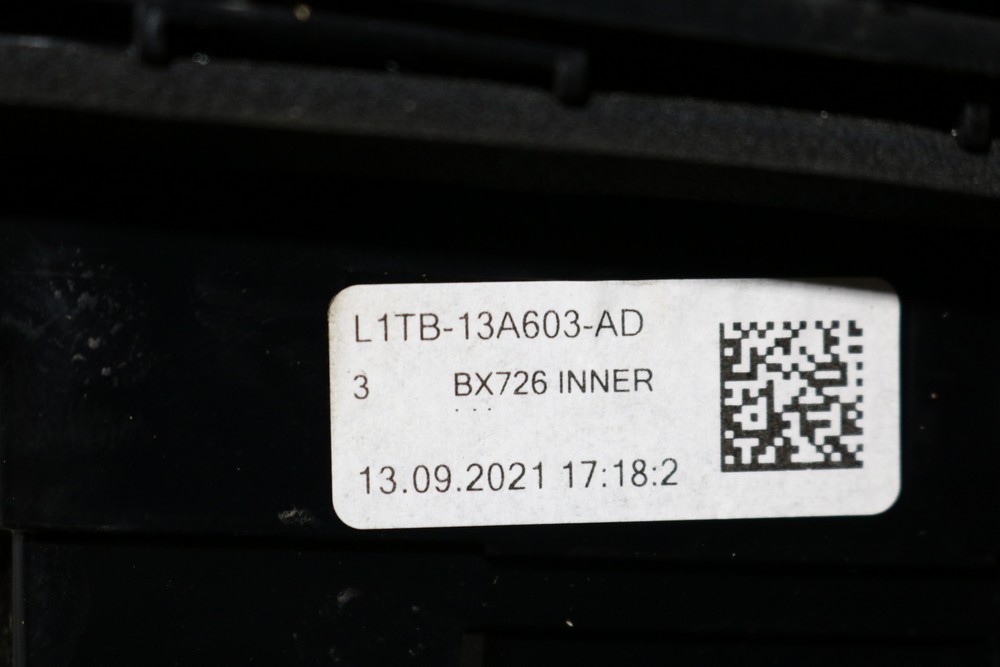 L1TB-13A603-AD
3 BX726 INNER
13.09.2021 17:18:2